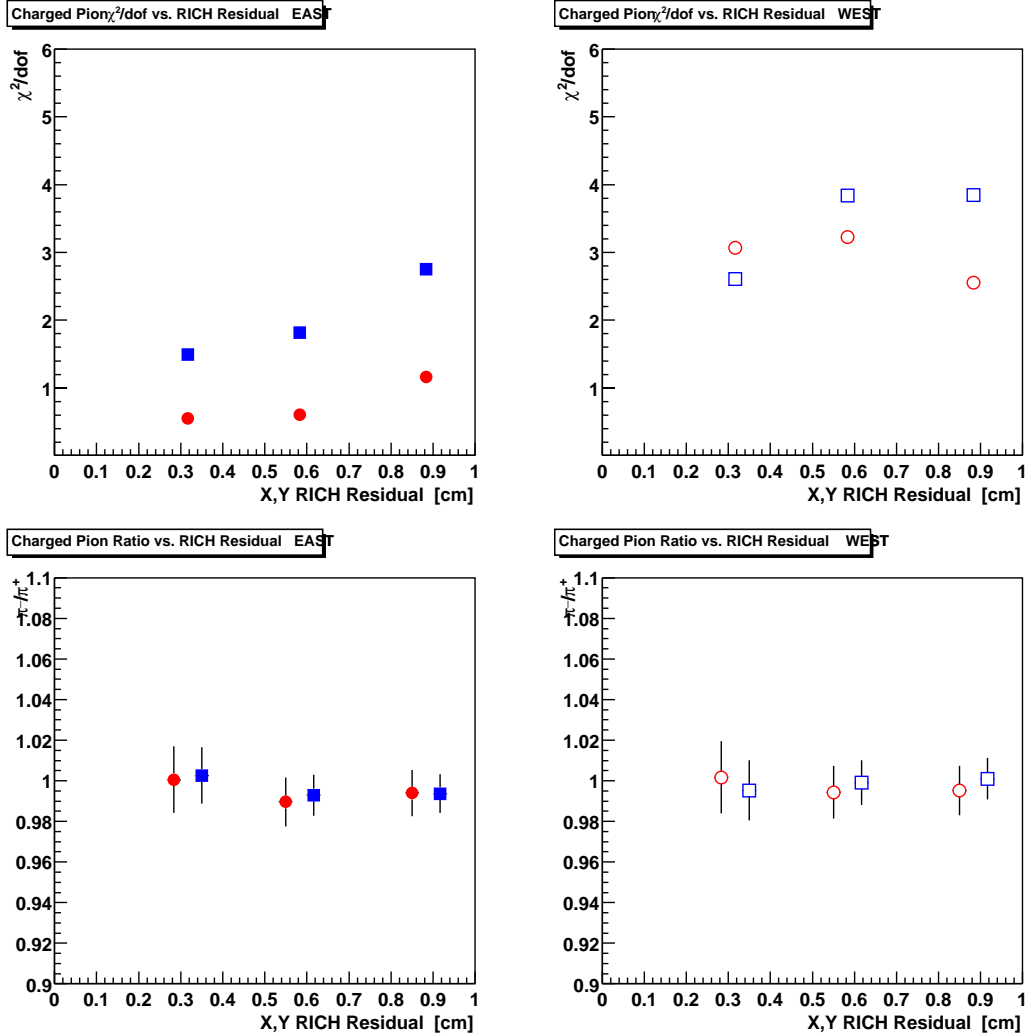 Charged Pionχ²/dof vs. RICH Residual EAST
χ²/dof
6
5
4
3
2
1
0 0.1 0.2 0.3 0.4 0.5 0.6 0.7 0.8 0.9 1
X,Y RICH Residual [cm]
Charged Pionχ²/dof vs. RICH Residual WEST
χ²/dof
6
5
4
3
2
1
0 0.1 0.2 0.3 0.4 0.5 0.6 0.7 0.8 0.9 1
X,Y RICH Residual [cm]
Charged Pion Ratio vs. RICH Residual EAST
π⁻/π⁺
1.1
1.08
1.06
1.04
1.02
1
0.98
0.96
0.94
0.92
0.9
0 0.1 0.2 0.3 0.4 0.5 0.6 0.7 0.8 0.9 1
X,Y RICH Residual [cm]
Charged Pion Ratio vs. RICH Residual WEST
π⁻/π⁺
1.1
1.08
1.06
1.04
1.02
1
0.98
0.96
0.94
0.92
0.9
0 0.1 0.2 0.3 0.4 0.5 0.6 0.7 0.8 0.9 1
X,Y RICH Residual [cm]